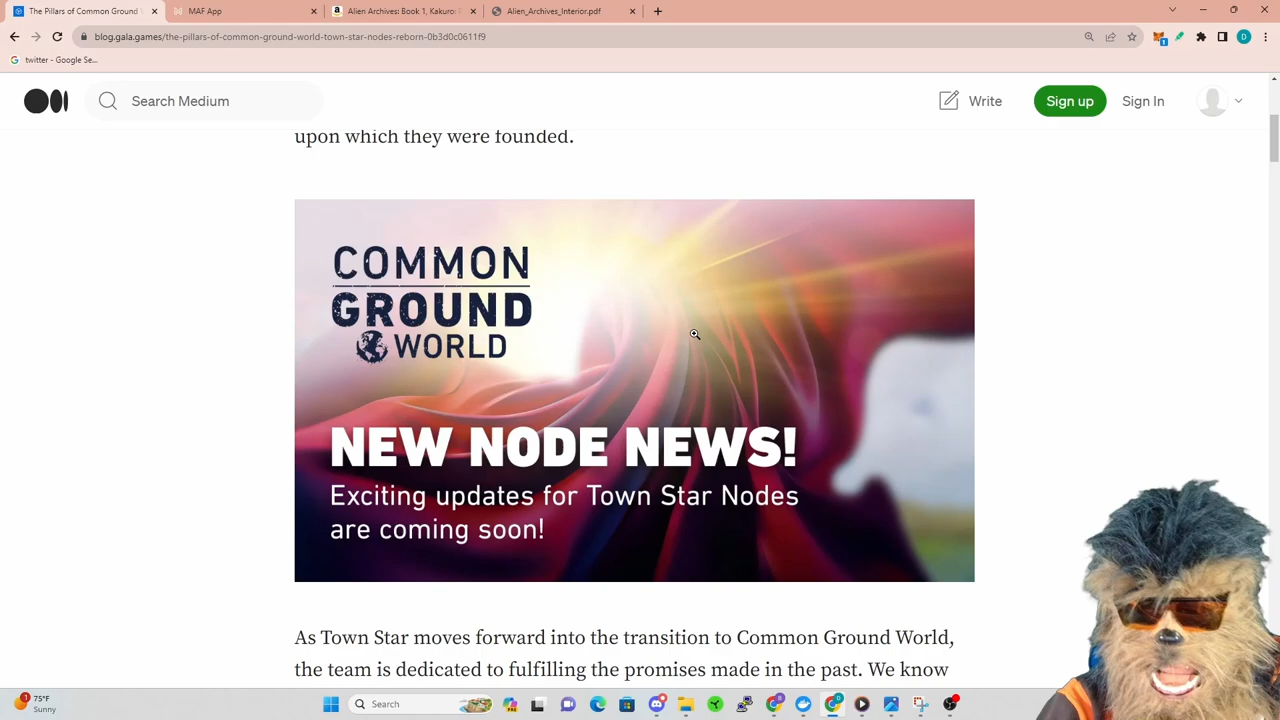 The Pillars of Common Ground W
MAF App
Alien Archives: Book 1, Kakuro:
Alien_Archives_Interior.pdf
blog.gala.games/the-pillars-of-common-ground-world-town-star-nodes-reborn-0b3d0c0611f9
twitter - Google Se...
Search Medium
Write
Sign up
Sign In
upon which they were founded.
COMMON
GROUND
WORLD
NEW NODE NEWS!
Exciting updates for Town Star Nodes
are coming soon!
As Town Star moves forward into the transition to Common Ground World,
the team is dedicated to fulfilling the promises made in the past. We know
75°F
Sunny
Search